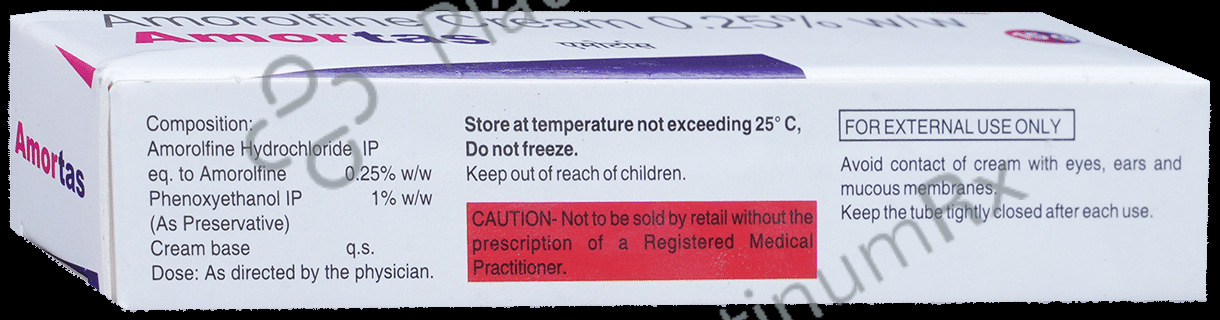 Amorolfine Cream 0.25% w/w
Amortas
एमोर्टास
Amortas
Composition:
Amorolfine Hydrochloride IP
eq. to Amorolfine 0.25% w/w
Phenoxyethanol IP 1% w/w
(As Preservative)
Cream base q.s.
Dose: As directed by the physician.
Store at temperature not exceeding 25° C,
Do not freeze.
Keep out of reach of children.
CAUTION- Not to be sold by retail without the
prescription of a Registered Medical
Practitioner.
FOR EXTERNAL USE ONLY
Avoid contact of cream with eyes, ears and
mucous membranes.
Keep the tube tightly closed after each use.
Plat
tinumRx